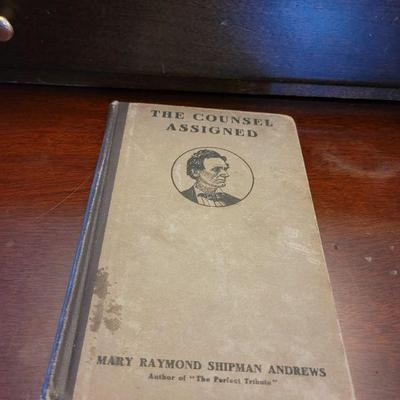 THE COUNSEL
ASSIGNED
MARY RAYMOND SHIPMAN ANDREWS
Author of "The Perfect Tribute"